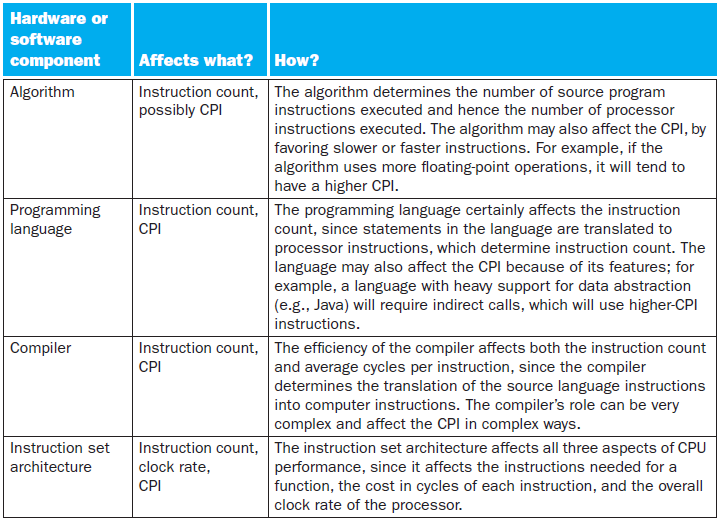 Hardware or
software
component
Affects what?
How?
Algorithm
Instruction count,
possibly CPI
The algorithm determines the number of source program
instructions executed and hence the number of processor
instructions executed. The algorithm may also affect the CPI, by
favoring slower or faster instructions. For example, if the
algorithm uses more floating-point operations, it will tend to
have a higher CPI.
Programming
language
Instruction count,
CPI
The programming language certainly affects the instruction
count, since statements in the language are translated to
processor instructions, which determine instruction count. The
language may also affect the CPI because of its features; for
example, a language with heavy support for data abstraction
(e.g., Java) will require indirect calls, which will use higher-CPI
instructions.
Compiler
Instruction count,
CPI
The efficiency of the compiler affects both the instruction count
and average cycles per instruction, since the compiler
determines the translation of the source language instructions
into computer instructions. The compiler's role can be very
complex and affect the CPI in complex ways.
Instruction set
architecture
Instruction count,
clock rate,
CPI
The instruction set architecture affects all three aspects of CPU
performance, since it affects the instructions needed for a
function, the cost in cycles of each instruction, and the overall
clock rate of the processor.